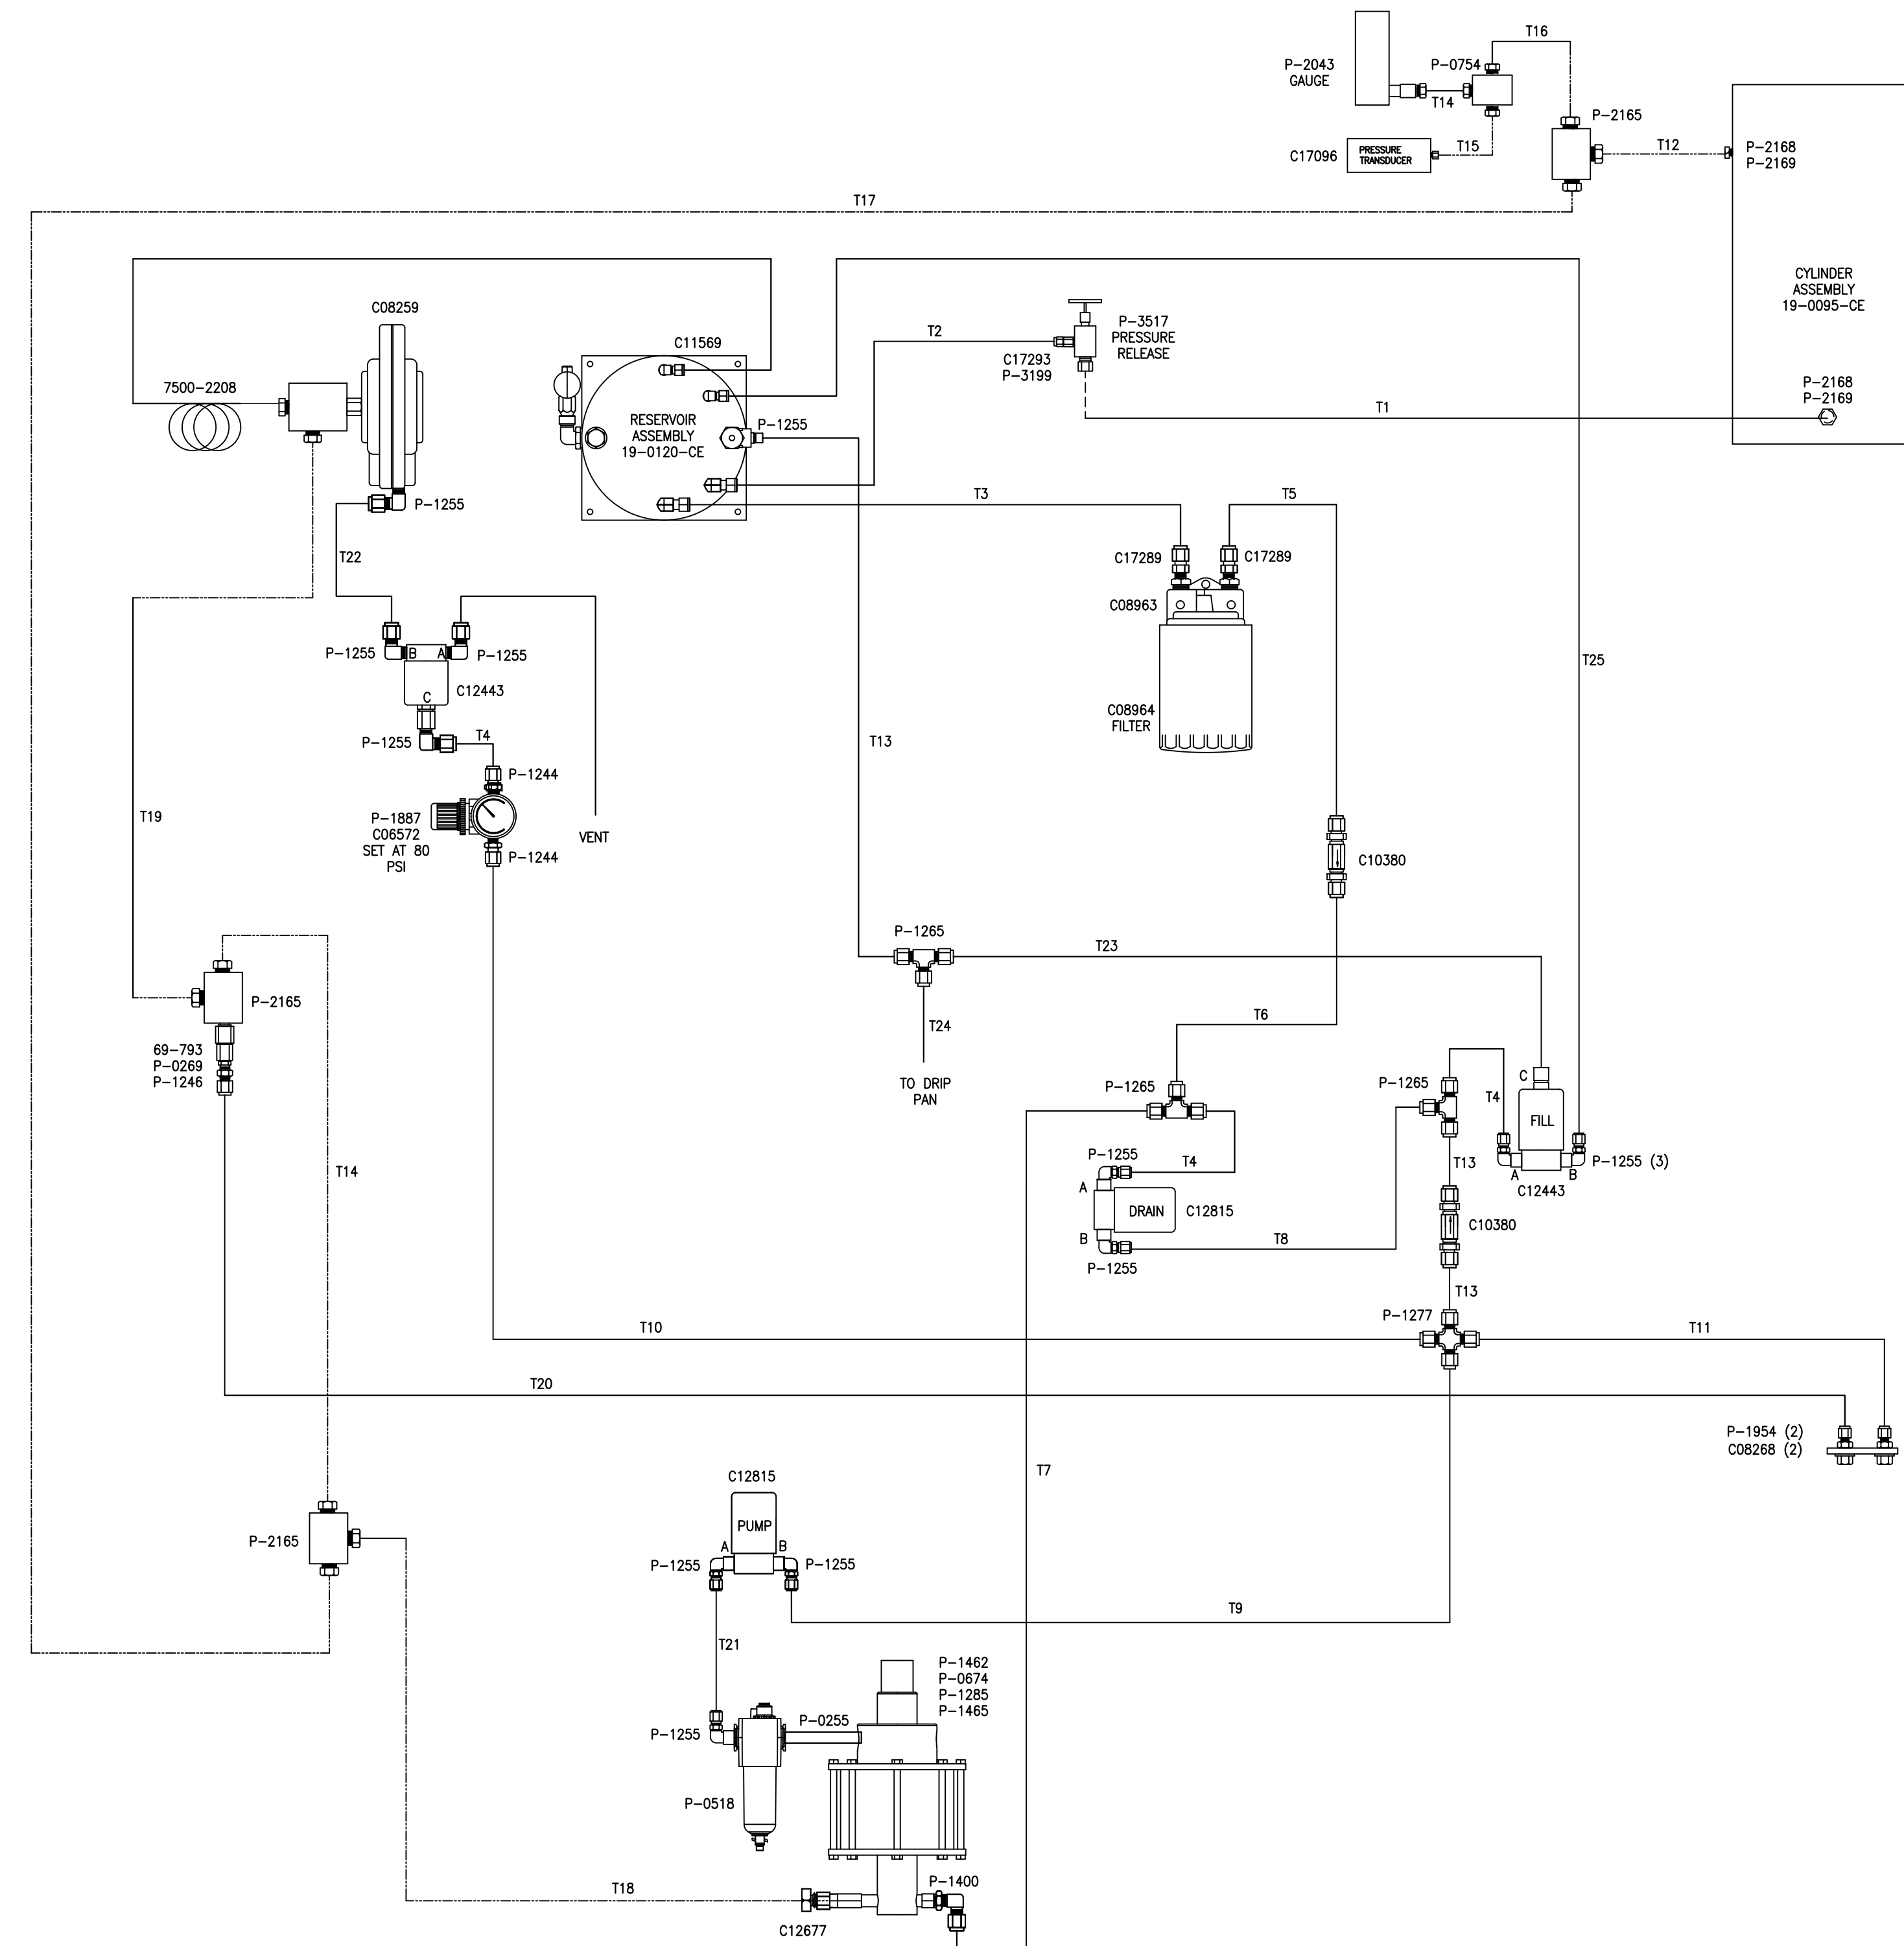 T16
P-2043
GAUGE
P-0754
T14
P-2165
C17096
PRESSURE
TRANSDUCER
T15
T12
P-2168
P-2169
T17
CYLINDER
ASSEMBLY
19-0095-CE
C08259
C11569
T2
P-3517
PRESSURE
RELEASE
C17293
P-3199
7500-2208
P-2168
P-2169
T1
RESERVOIR
ASSEMBLY
19-0120-CE
P-1255
P-1255
T3
T5
T22
C17289
C17289
C08963
P-1255
B
A
P-1255
T25
C
C12443
C08964
FILTER
P-1255
T4
T13
P-1244
T19
P-1887
C06572
SET AT 80
PSI
VENT
P-1244
C10380
P-1265
T23
P-2165
T24
T6
69-793
P-0269
P-1246
TO DRIP
PAN
P-1265
P-1265
C
T4
FILL
T14
P-1255
T4
T13
P-1255 (3)
A
B
C12443
A
DRAIN
C12815
C10380
B
T8
P-1255
T13
P-1277
T10
T11
T20
P-1954 (2)
C08268 (2)
T7
C12815
PUMP
P-2165
A
B
P-1255
P-1255
T9
T21
P-1462
P-0674
P-1285
P-1465
P-1255
P-0255
P-0518
T18
P-1400
C12677